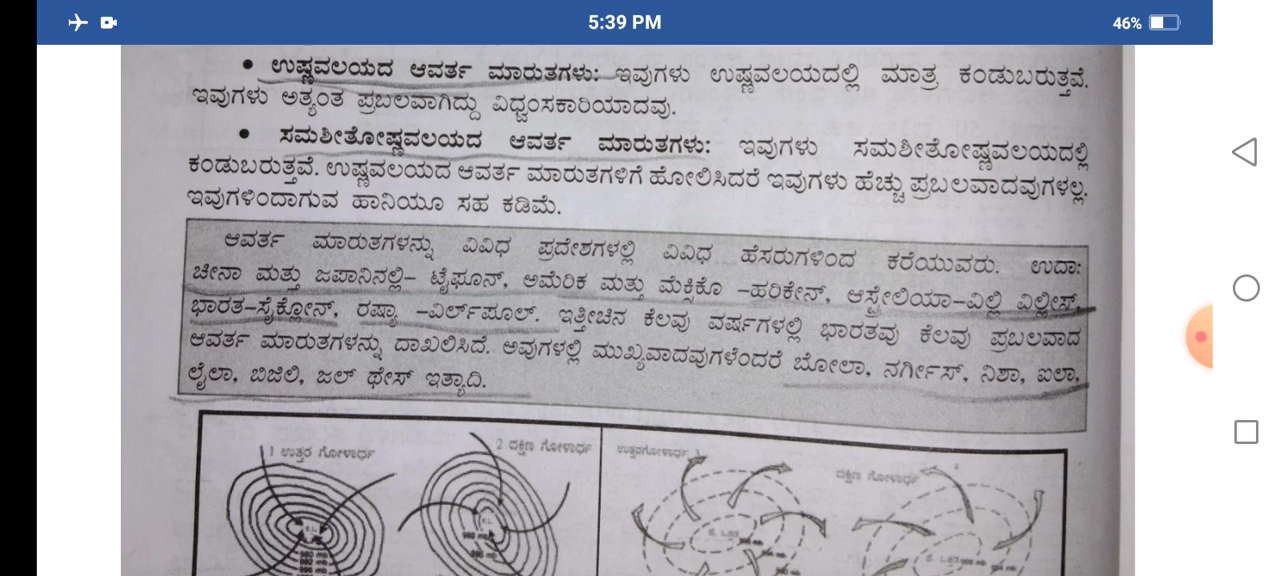 5:39 PM
46%
• ಉಷ್ಣವಲಯದ ಆವರ್ತ ಮಾರುತಗಳು: ಇವುಗಳು ಉಷ್ಣವಲಯದಲ್ಲಿ ಮಾತ್ರ ಕಂಡುಬರುತ್ತವೆ.
ಇವುಗಳು ಅತ್ಯಂತ ಪ್ರಬಲವಾಗಿದ್ದು ವಿಧ್ವಂಸಕಾರಿಯಾದವು.
• ಸಮಶೀತೋಷ್ಣವಲಯದ ಆವರ್ತ ಮಾರುತಗಳು: ಇವುಗಳು ಸಮಶೀತೋಷ್ಣವಲಯದಲ್ಲಿ
ಕಂಡುಬರುತ್ತವೆ. ಉಷ್ಣವಲಯದ ಆವರ್ತ ಮಾರುತಗಳಿಗೆ ಹೋಲಿಸಿದರೆ ಇವುಗಳು ಹೆಚ್ಚು ಪ್ರಬಲವಾದವುಗಳಲ್ಲ.
ಇವುಗಳಿಂದಾಗುವ ಹಾನಿಯೂ ಸಹ ಕಡಿಮೆ.
ಆವರ್ತ ಮಾರುತಗಳನ್ನು ವಿವಿಧ ಪ್ರದೇಶಗಳಲ್ಲಿ ವಿವಿಧ ಹೆಸರುಗಳಿಂದ ಕರೆಯುವರು. ಉದಾ:
ಚೀನಾ ಮತ್ತು ಜಪಾನಿನಲ್ಲಿ– ಟೈಫೂನ್, ಅಮೆರಿಕ ಮತ್ತು ಮೆಕ್ಸಿಕೊ –ಹರಿಕೇನ್, ಆಸ್ಟ್ರೇಲಿಯಾ–ವಿಲ್ಲಿ ವಿಲ್ಲೀಸ್,
ಭಾರತ–ಸೈಕ್ಲೋನ್, ರಷ್ಯಾ –ವಿರ್ಲ್‌ಪೂಲ್. ಇತ್ತೀಚಿನ ಕೆಲವು ವರ್ಷಗಳಲ್ಲಿ ಭಾರತವು ಕೆಲವು ಪ್ರಬಲವಾದ
ಆವರ್ತ ಮಾರುತಗಳನ್ನು ದಾಖಲಿಸಿದೆ. ಅವುಗಳಲ್ಲಿ ಮುಖ್ಯವಾದವುಗಳೆಂದರೆ ಬೋಲಾ, ನರ್ಗೀಸ್, ನಿಶಾ, ಐಲಾ,
ಲೈಲಾ, ಬಿಜಿಲಿ, ಜಲ್ ಥೇಸ್ ಇತ್ಯಾದಿ.
1 ಉತ್ತರ ಗೋಳಾರ್ಧ
2 ದಕ್ಷಿಣ ಗೋಳಾರ್ಧ
ಉತ್ತರಗೋಳಾರ್ಧ
ದಕ್ಷಿಣ ಗೋಳಾರ್ಧ